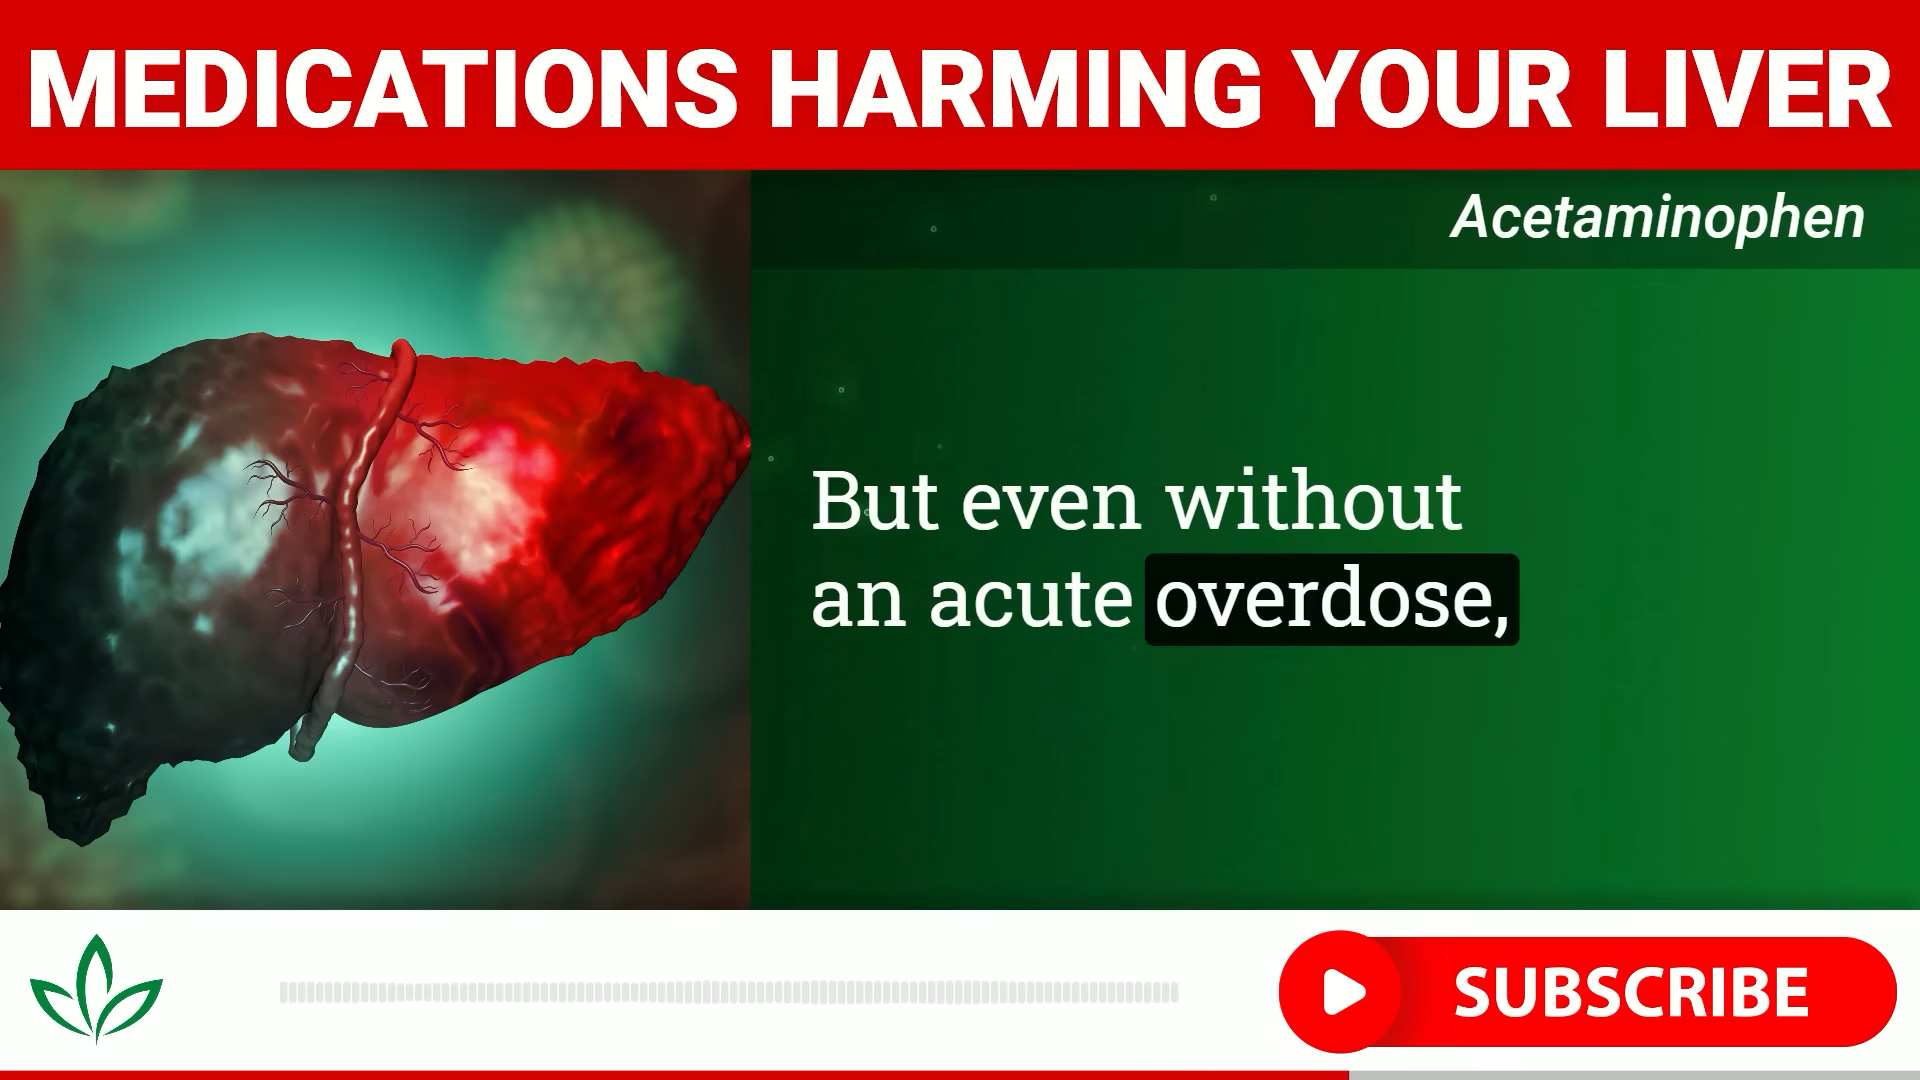 MEDICATIONS HARMING YOUR LIVER
Acetaminophen
But even without
an acute overdose,
SUBSCRIBE